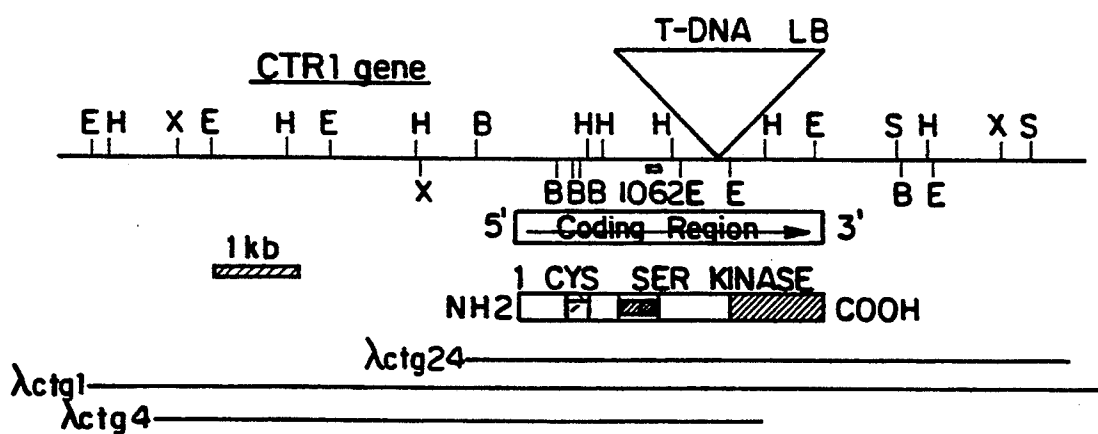 T-DNA LB
CTR1 gene
E H X E H E H B H H H H E S H X S
X B B B 1062 E E B E
5' Coding Region 3'
1kb
1 CYS SER KINASE
NH2 COOH
λctg24
λctg1
λctg4